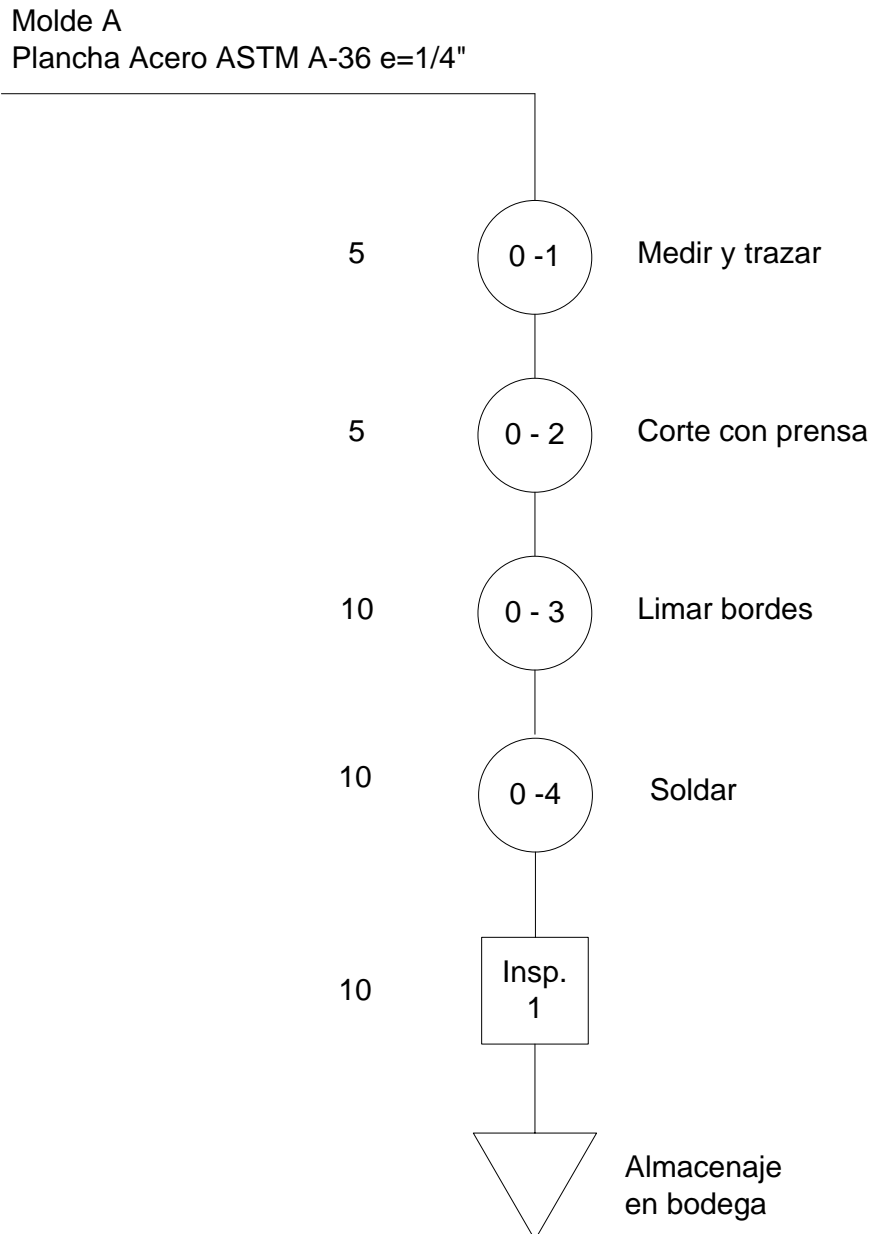 Molde A
Plancha Acero ASTM A-36 e=1/4"
5
0 -1
Medir y trazar
5
0 - 2
Corte con prensa
10
0 - 3
Limar bordes
10
0 -4
Soldar
10
Insp.
1
Almacenaje
en bodega